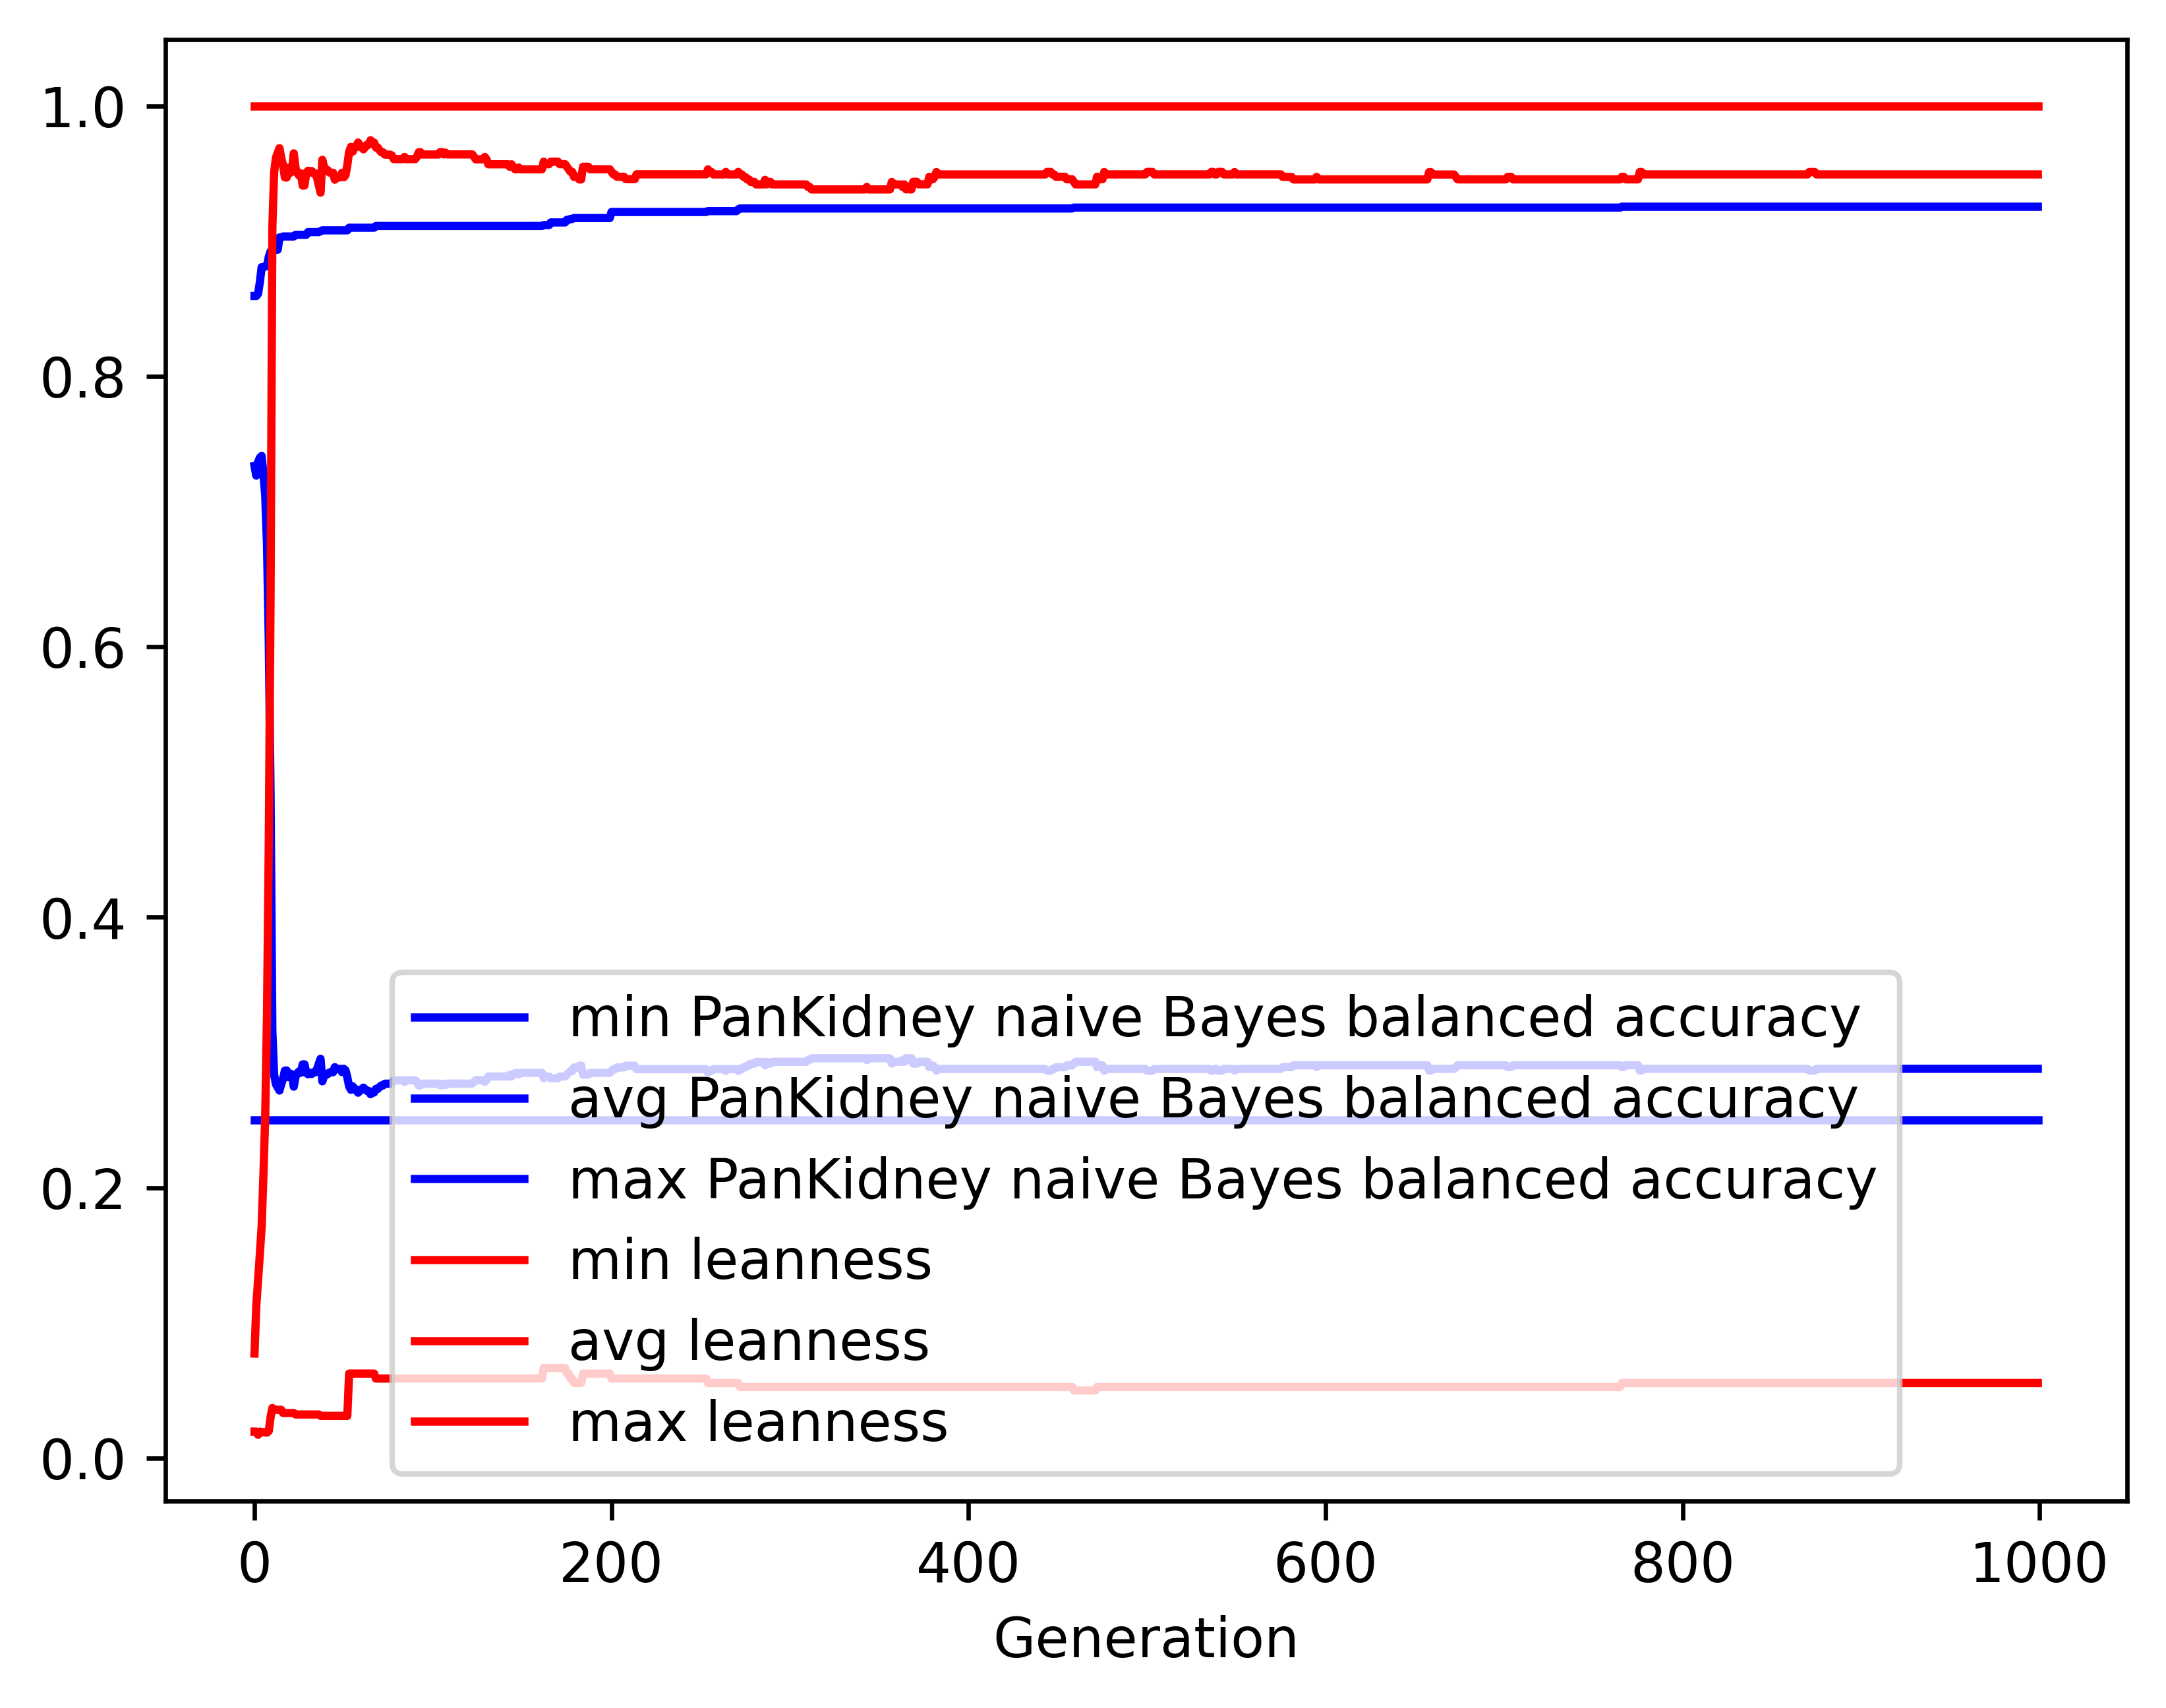 1.0
0.8
0.6
0.4
0.2
0.0
min PanKidney naive Bayes balanced accuracy
avg PanKidney naive Bayes balanced accuracy
max PanKidney naive Bayes balanced accuracy
min leanness
avg leanness
max leanness
0 200 400 600 800 1000
Generation